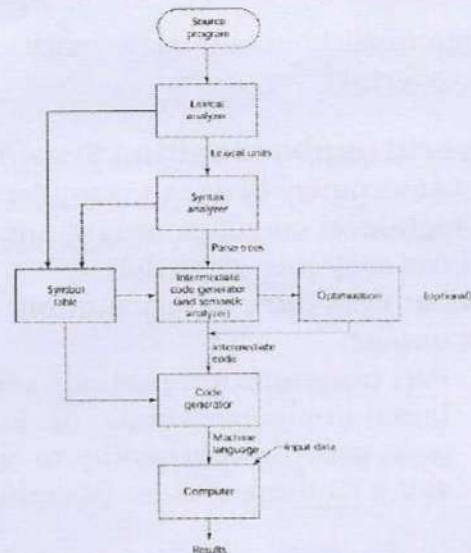 Source
program
Lexical
analyzer
Lexical units
Syntax
analyzer
Parse trees
Symbol
table
Intermediate
code generator
(and semantic
analyzer)
Optimization
(optional)
Intermediate
code
Code
generator
Machine
language
Input data
Computer
Results